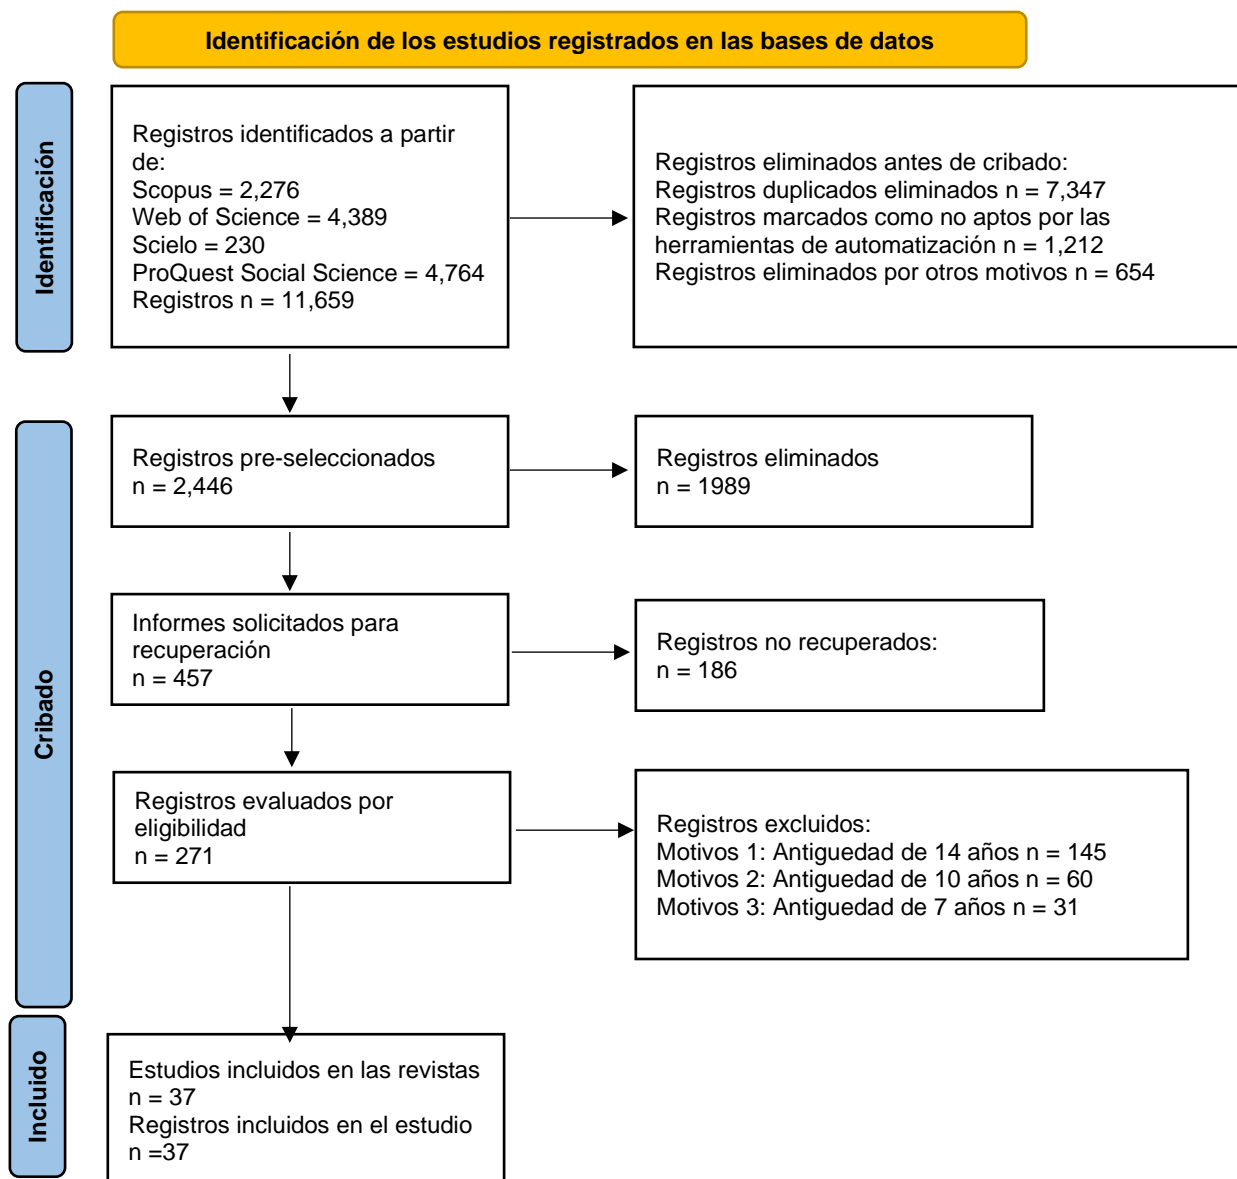 Identificación de los estudios registrados en las bases de datos
Identificación
Registros identificados a partir
de:
Scopus = 2,276
Web of Science = 4,389
Scielo = 230
ProQuest Social Science = 4,764
Registros n = 11,659
Registros eliminados antes de cribado:
Registros duplicados eliminados n = 7,347
Registros marcados como no aptos por las
herramientas de automatización n = 1,212
Registros eliminados por otros motivos n = 654
Cribado
Registros pre-seleccionados
n = 2,446
Registros eliminados
n = 1989
Informes solicitados para
recuperación
n = 457
Registros no recuperados:
n = 186
Registros evaluados por
eligibilidad
n = 271
Registros excluidos:
Motivos 1: Antiguedad de 14 años n = 145
Motivos 2: Antiguedad de 10 años n = 60
Motivos 3: Antiguedad de 7 años n = 31
Incluido
Estudios incluidos en las revistas
n = 37
Registros incluidos en el estudio
n =37